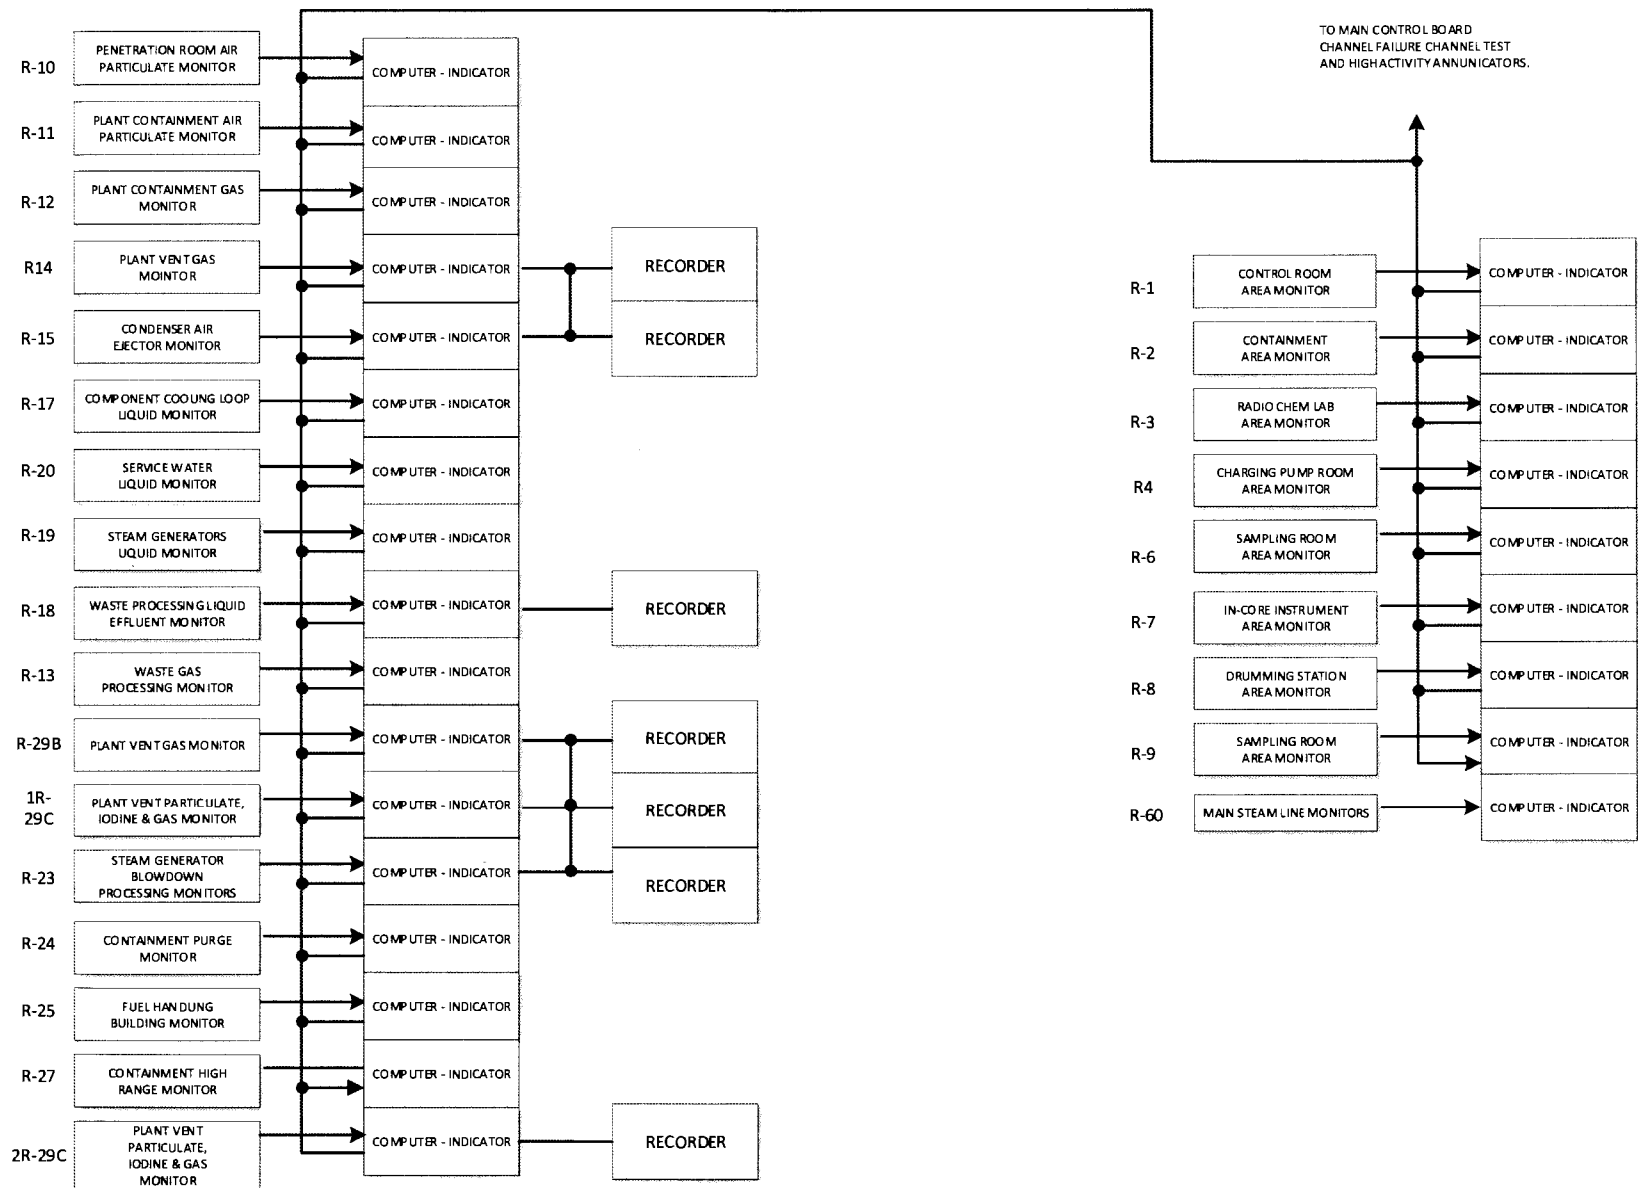 TO MAIN CONTROL BOARD
CHANNEL FAILURE CHANNEL TEST
AND HIGH ACTIVITY ANNUNICATORS.
R-10
PENETRATION ROOM AIR
PARTICULATE MONITOR
COMPUTER - INDICATOR
R-11
PLANT CONTAINMENT AIR
PARTICULATE MONITOR
COMPUTER - INDICATOR
R-12
PLANT CONTAINMENT GAS
MONITOR
COMPUTER - INDICATOR
R14
PLANT VENT GAS
MOINTOR
COMPUTER - INDICATOR
RECORDER
R-15
CONDENSER AIR
EJECTOR MONITOR
COMPUTER - INDICATOR
RECORDER
R-17
COMPONENT COOUNG LOOP
LIQUID MONITOR
COMPUTER - INDICATOR
R-20
SERVICE WATER
LIQUID MONITOR
COMPUTER - INDICATOR
R-19
STEAM GENERATORS
LIQUID MONITOR
COMPUTER - INDICATOR
R-18
WASTE PROCESSING LIQUID
EFFLUENT MONITOR
COMPUTER - INDICATOR
RECORDER
R-13
WASTE GAS
PROCESSING MONITOR
COMPUTER - INDICATOR
R-29B
PLANT VENT GAS MONITOR
COMPUTER - INDICATOR
RECORDER
1R-
29C
PLANT VENT PARTICULATE,
IODINE & GAS MONITOR
COMPUTER - INDICATOR
RECORDER
R-23
STEAM GENERATOR
BLOWDOWN
PROCESSING MONITORS
COMPUTER - INDICATOR
RECORDER
R-24
CONTAINMENT PURGE
MONITOR
COMPUTER - INDICATOR
R-25
FUEL HANDUNG
BUILDING MONITOR
COMPUTER - INDICATOR
R-27
CONTAINMENT HIGH
RANGE MONITOR
COMPUTER - INDICATOR
2R-29C
PLANT VENT
PARTICULATE,
IODINE & GAS
MONITOR
COMPUTER - INDICATOR
RECORDER
R-1
CONTROL ROOM
AREA MONITOR
COMPUTER - INDICATOR
R-2
CONTAINMENT
AREA MONITOR
COMPUTER - INDICATOR
R-3
RADIO CHEM LAB
AREA MONITOR
COMPUTER - INDICATOR
R4
CHARGING PUMP ROOM
AREA MONITOR
COMPUTER - INDICATOR
R-6
SAMPLING ROOM
AREA MONITOR
COMPUTER - INDICATOR
R-7
IN-CORE INSTRUMENT
AREA MONITOR
COMPUTER - INDICATOR
R-8
DRUMMING STATION
AREA MONITOR
COMPUTER - INDICATOR
R-9
SAMPLING ROOM
AREA MONITOR
COMPUTER - INDICATOR
R-60
MAIN STEAM LINE MONITORS
COMPUTER - INDICATOR